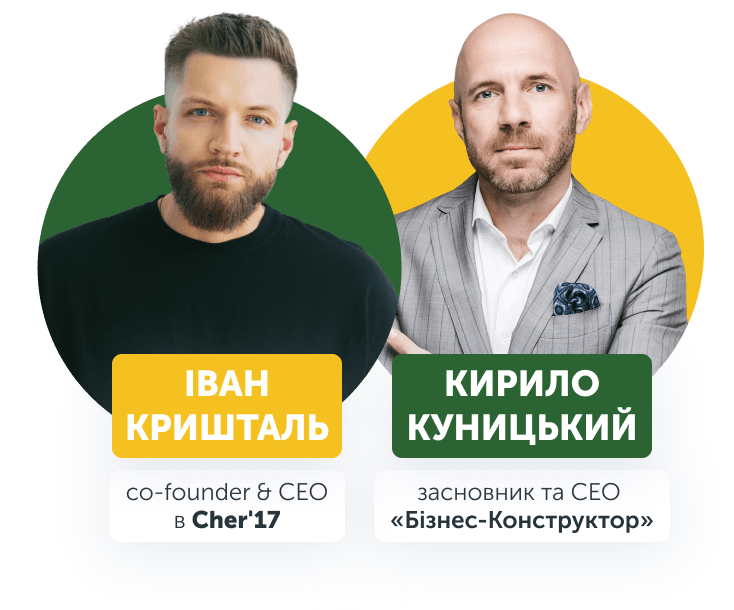 ІВАН
КРИШТАЛЬ
co-founder & CEO
в Cher'17
КИРИЛО
КУНИЦЬКИЙ
засновник та CEO
«Бізнес-Конструктор»